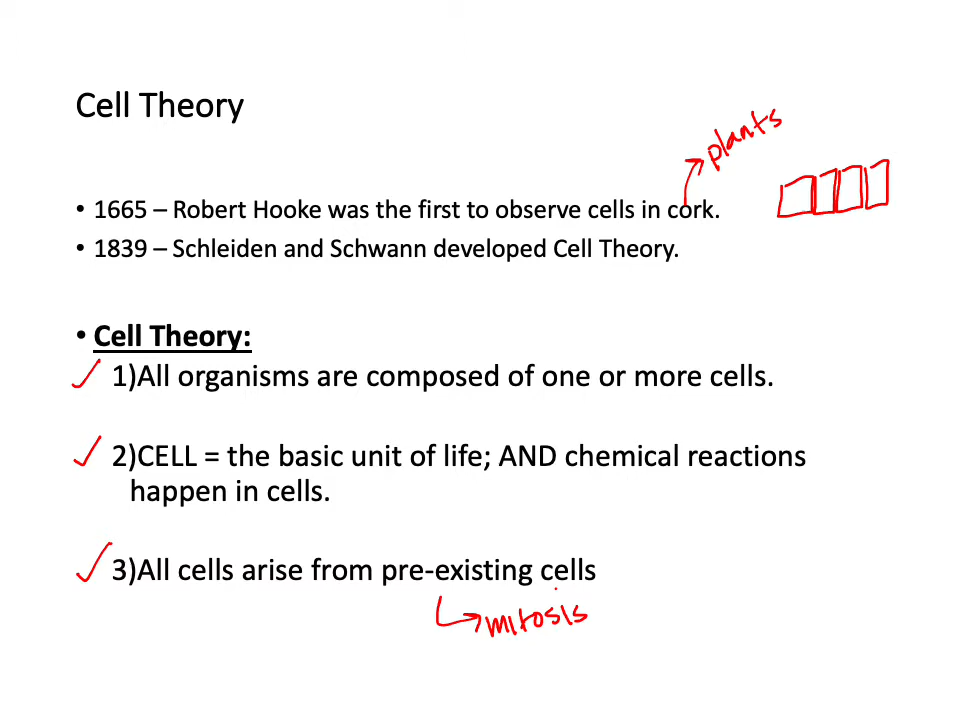 Cell Theory
plants
• 1665 – Robert Hooke was the first to observe cells in cork.
• 1839 – Schleiden and Schwann developed Cell Theory.
• Cell Theory:
1)All organisms are composed of one or more cells.
2)CELL = the basic unit of life; AND chemical reactions
happen in cells.
3)All cells arise from pre-existing cells
mitosis